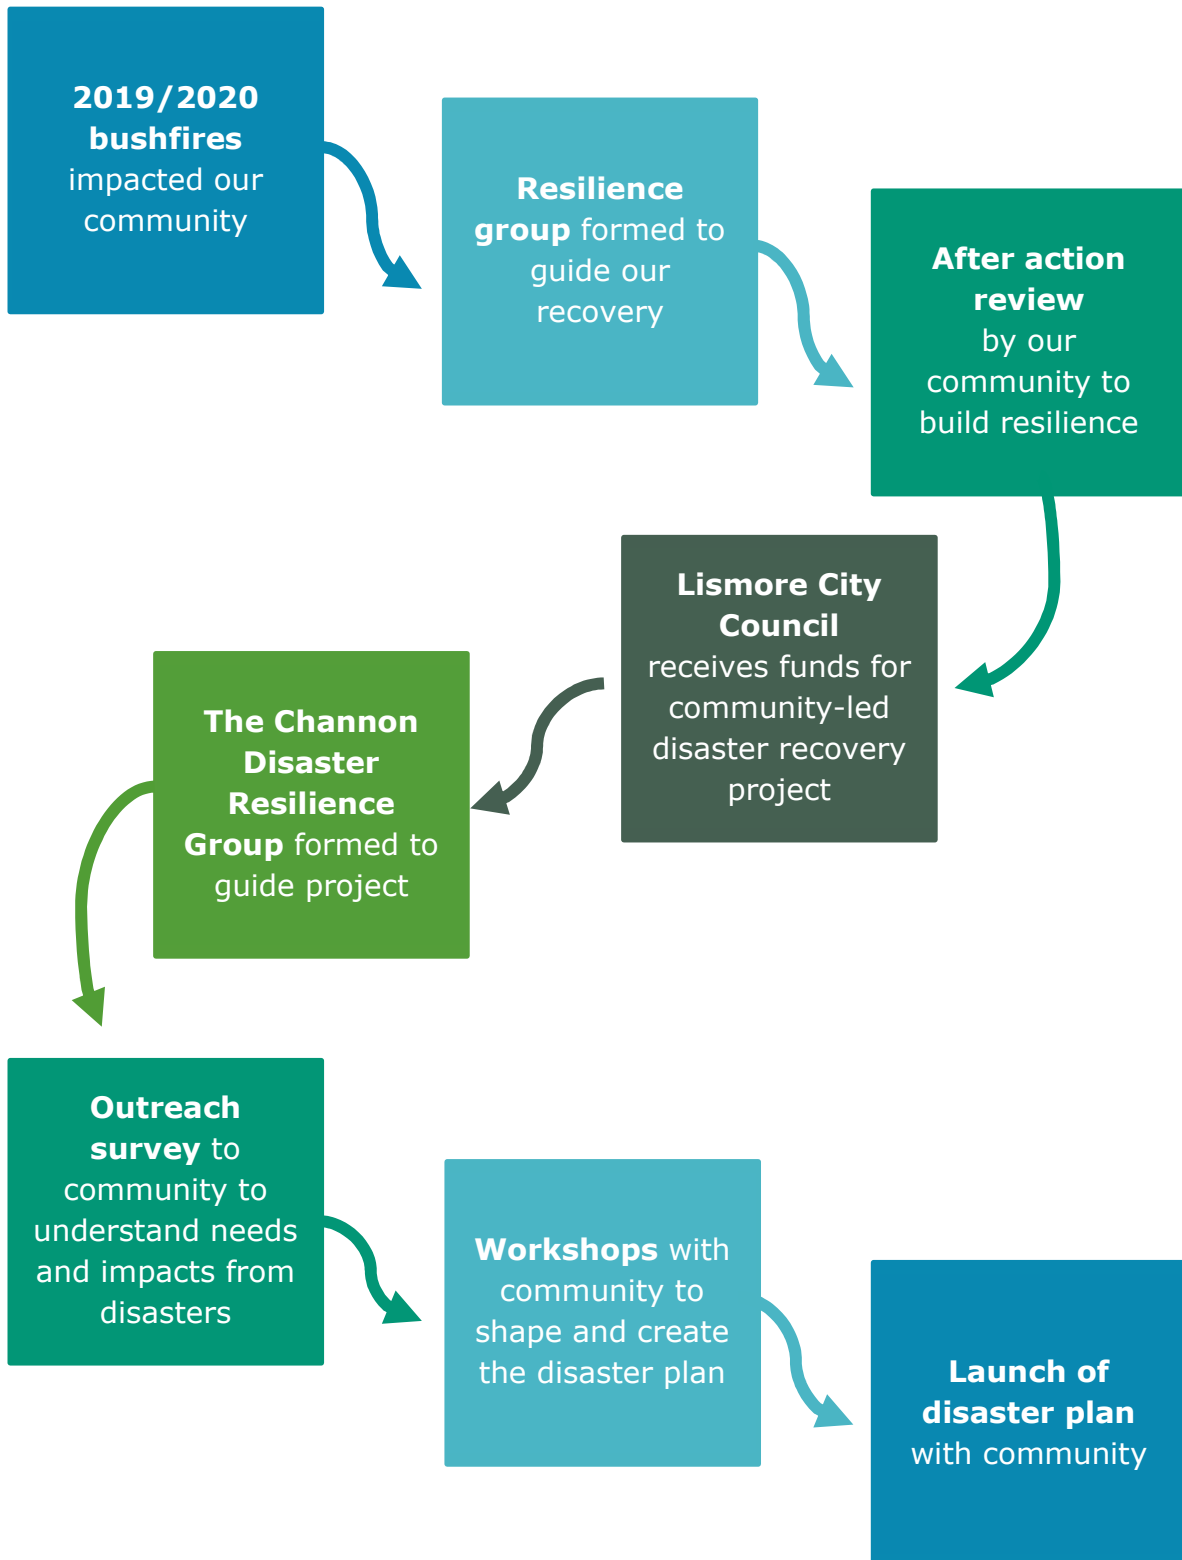 2019/2020
bushfires
impacted our
community
Resilience
group formed to
guide our
recovery
After action
review
by our
community to
build resilience
Lismore City
Council
receives funds for
community-led
disaster recovery
project
The Channon
Disaster
Resilience
Group formed to
guide project
Outreach
survey to
community to
understand needs
and impacts from
disasters
Workshops with
community to
shape and create
the disaster plan
Launch of
disaster plan
with community